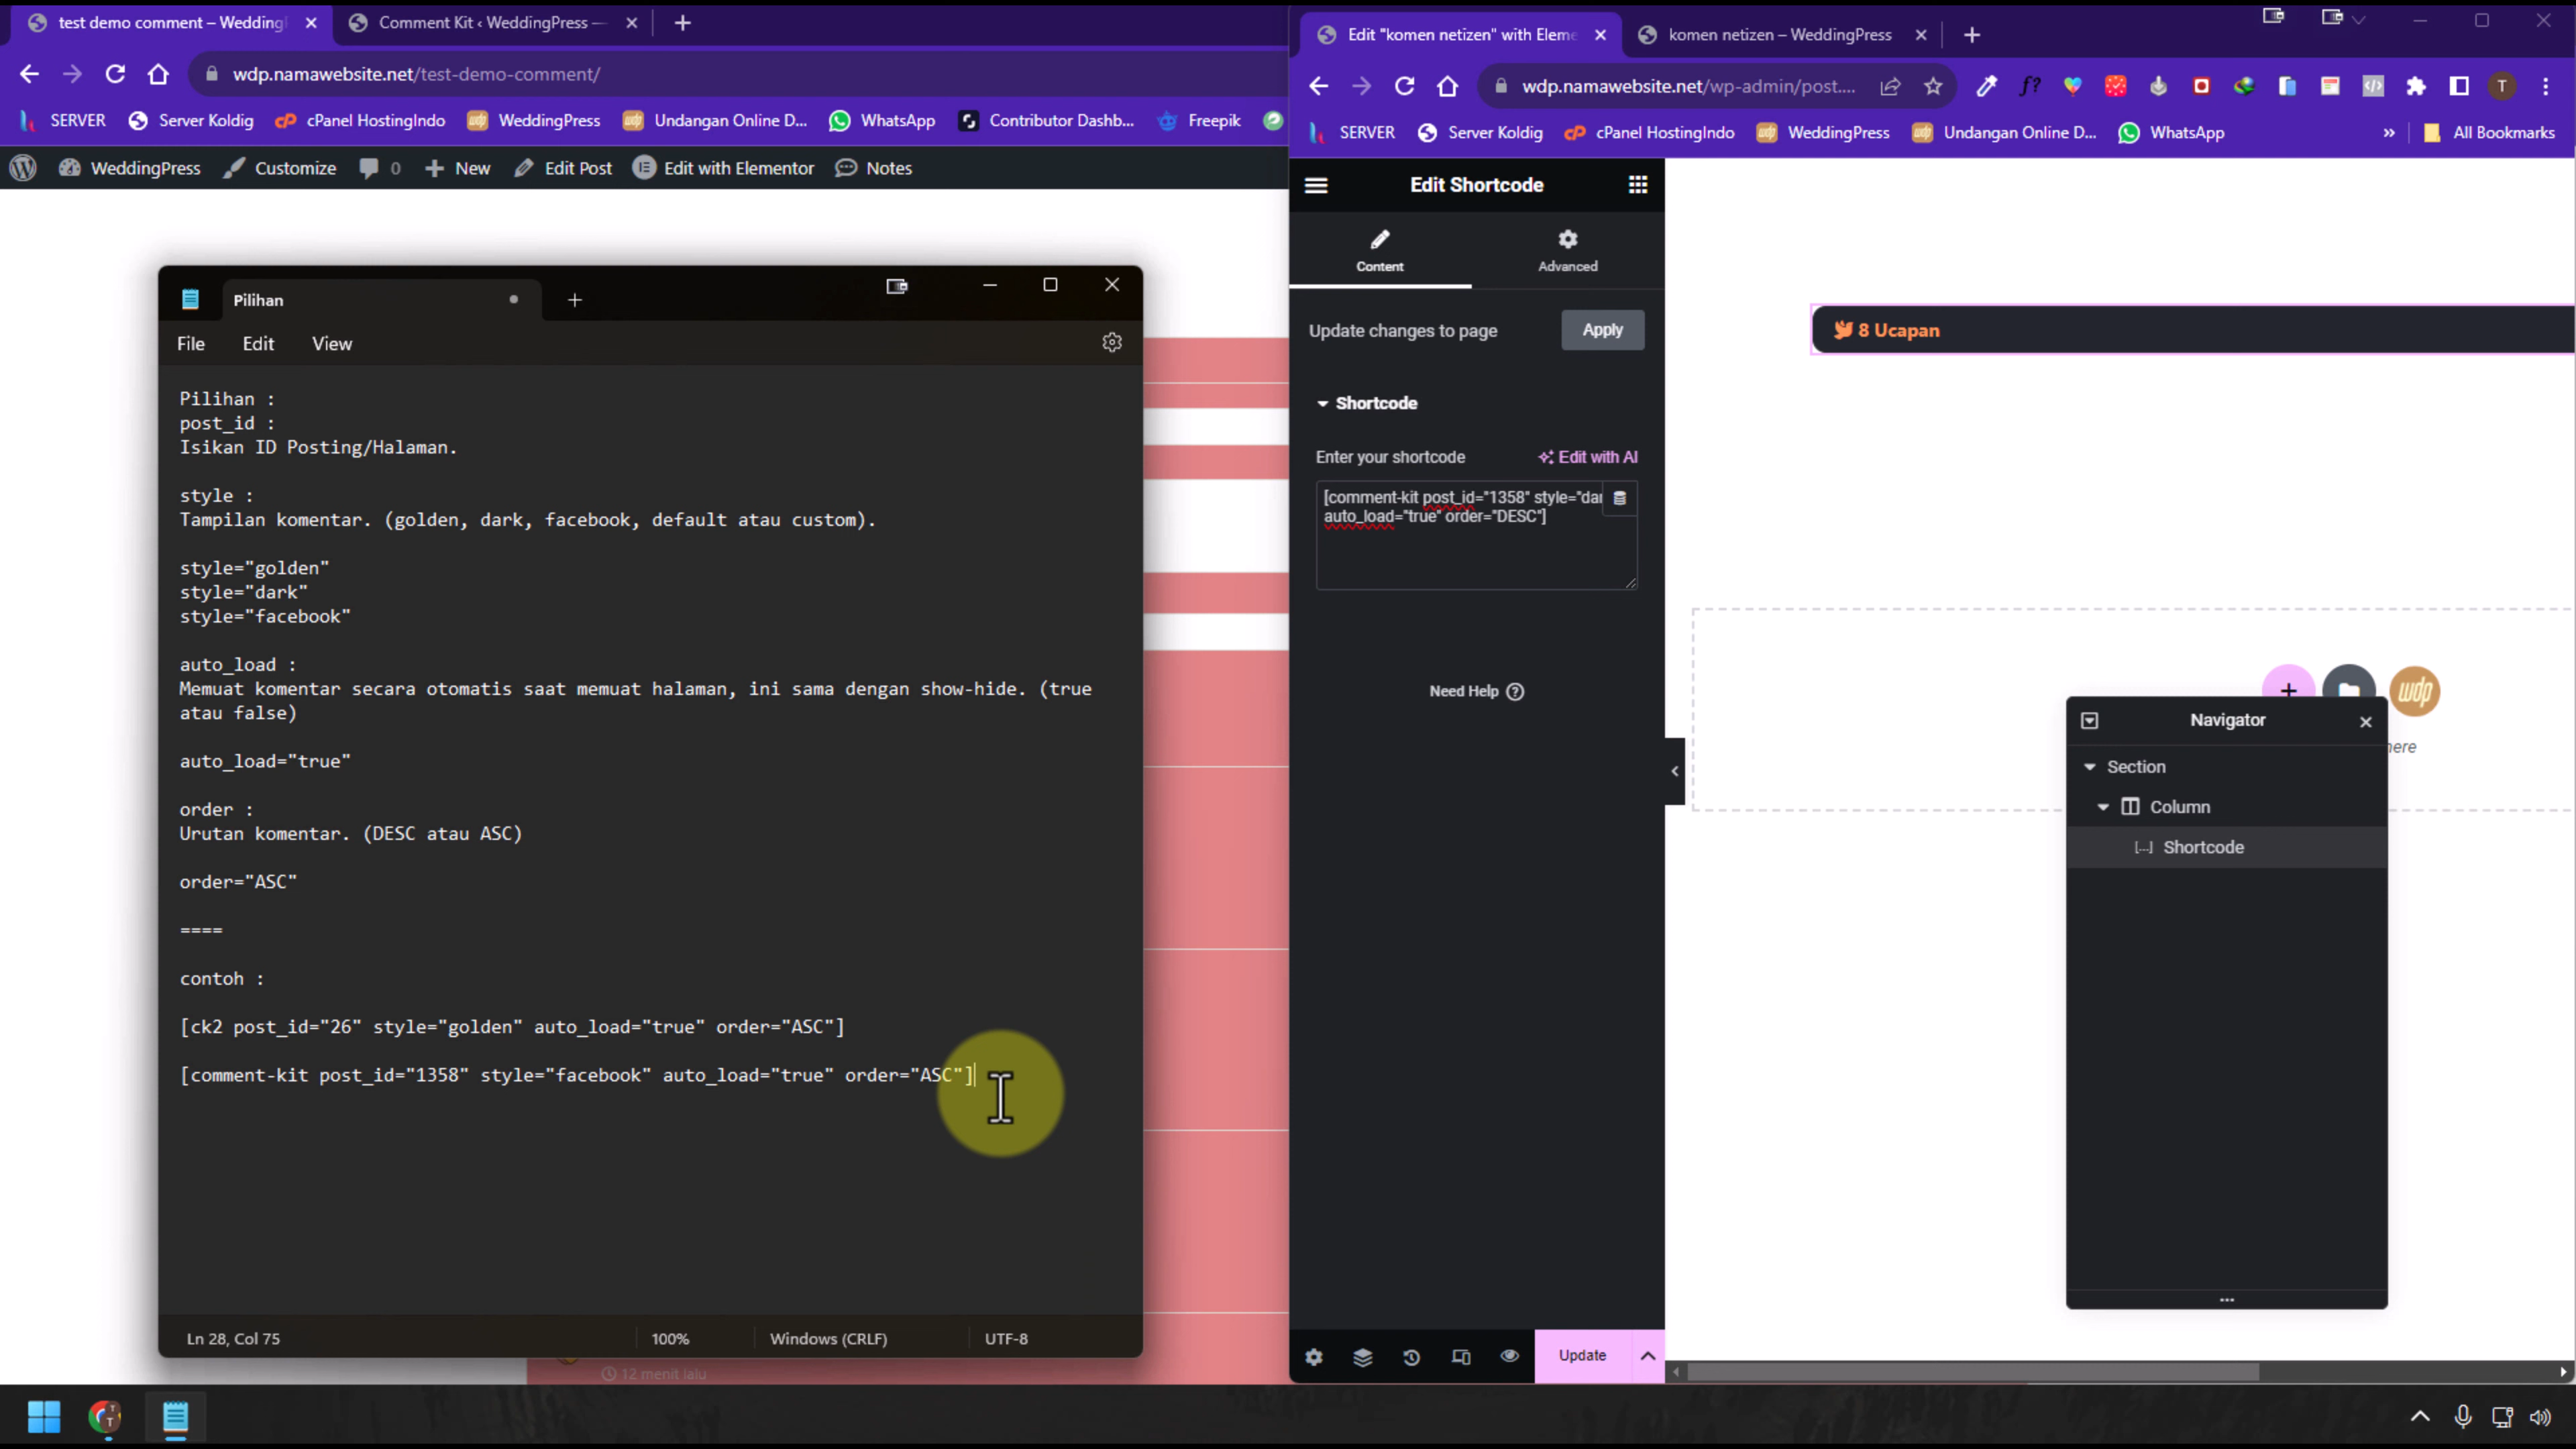 test demo comment – Wedding
Comment Kit ‹ WeddingPress —
wdp.namawebsite.net/test-demo-comment/
SERVER
Server Koldig
cPanel HostingIndo
WeddingPress
Undangan Online D...
WhatsApp
Contributor Dashb...
Freepik
WeddingPress
Customize
0
New
Edit Post
Edit with Elementor
Notes
Pilihan
File
Edit
View
Pilihan :
post_id :
Isikan ID Posting/Halaman.
style :
Tampilan komentar. (golden, dark, facebook, default atau custom).
style="golden"
style="dark"
style="facebook"
auto_load :
Memuat komentar secara otomatis saat memuat halaman, ini sama dengan show-hide. (true
atau false)
auto_load="true"
order :
Urutan komentar. (DESC atau ASC)
order="ASC"
====
contoh :
[ck2 post_id="26" style="golden" auto_load="true" order="ASC"]
[comment-kit post_id="1358" style="facebook" auto_load="true" order="ASC"]
Ln 28, Col 75
100%
Windows (CRLF)
UTF-8
12 menit lalu
Edit "komen netizen" with Eleme
komen netizen – WeddingPress
wdp.namawebsite.net/wp-admin/post....
f?
T
SERVER
Server Koldig
cPanel HostingIndo
WeddingPress
Undangan Online D...
WhatsApp
»
All Bookmarks
Edit Shortcode
Content
Advanced
Update changes to page
Apply
Shortcode
Enter your shortcode
Edit with AI
[comment-kit post_id="1358" style="dar
auto_load="true" order="DESC"]
Need Help
Update
8 Ucapan
wdp
here
Navigator
Section
Column
Shortcode